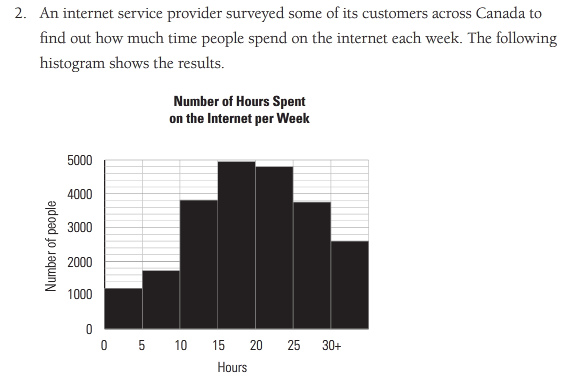 2. An internet service provider surveyed some of its customers across Canada to
find out how much time people spend on the internet each week. The following
histogram shows the results.
Number of Hours Spent
on the Internet per Week
5000
4000
3000
2000
1000
0
Number of people
0 5 10 15 20 25 30+
Hours